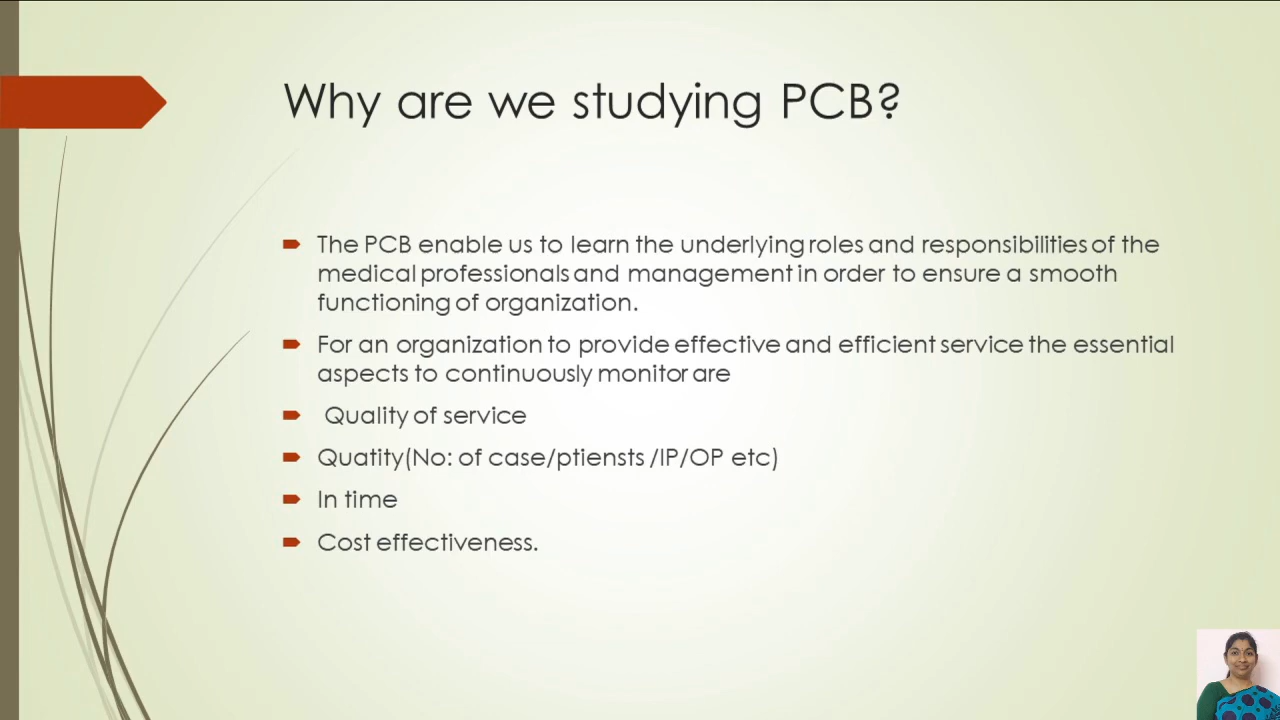 Why are we studying PCB?
The PCB enable us to learn the underlying roles and responsibilities of the
medical professionals and management in order to ensure a smooth
functioning of organization.
For an organization to provide effective and efficient service the essential
aspects to continuously monitor are
Quality of service
Quatity(No: of case/ptiensts /IP/OP etc)
In time
Cost effectiveness.